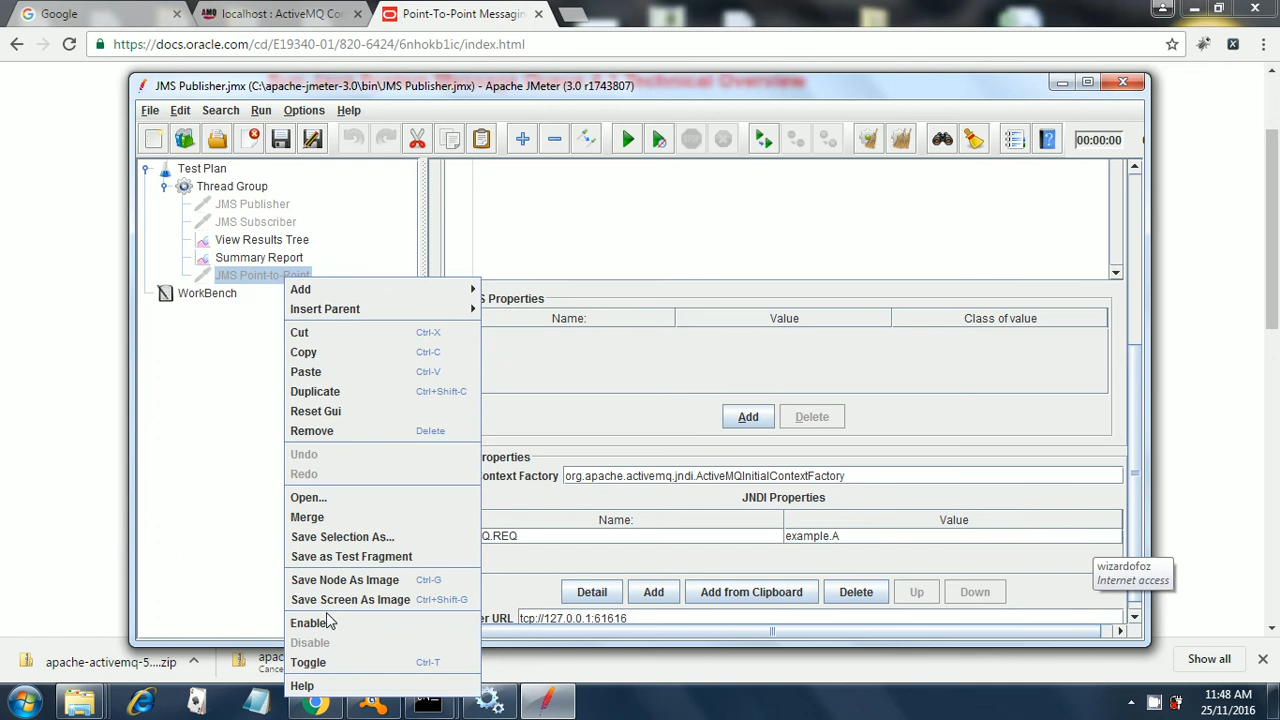 Google
localhost : ActiveMQ Co
Point-To-Point Messagin
https://docs.oracle.com/cd/E19340-01/820-6424/6nhokb1ic/index.html
Technical Overview
JMS Publisher.jmx (C:\apache-jmeter-3.0\bin\JMS Publisher.jmx) - Apache JMeter (3.0 r1743807)
File Edit Search Run Options Help
00:00:00
Test Plan
Thread Group
JMS Publisher
JMS Subscriber
View Results Tree
Summary Report
JMS Point-to-Point
WorkBench
Add
Insert Parent
Cut Ctrl-X
Copy Ctrl-C
Paste Ctrl-V
Duplicate Ctrl+Shift-C
Reset Gui
Remove Delete
Undo
Redo
Open...
Merge
Save Selection As...
Save as Test Fragment
Save Node As Image Ctrl-G
Save Screen As Image Ctrl+Shift-G
Enable
Disable
Toggle Ctrl-T
Help
S Properties
Name: Value Class of value
Add Delete
roperties
ontext Factory org.apache.activemq.jndi.ActiveMQInitialContextFactory
JNDI Properties
Name: Value
Q.REQ example.A
Detail Add Add from Clipboard Delete Up Down
er URL tcp://127.0.0.1:61616
wizardofoz
Internet access
apache-activemq-5....zip
apa
Cance
Show all
11:48 AM
25/11/2016